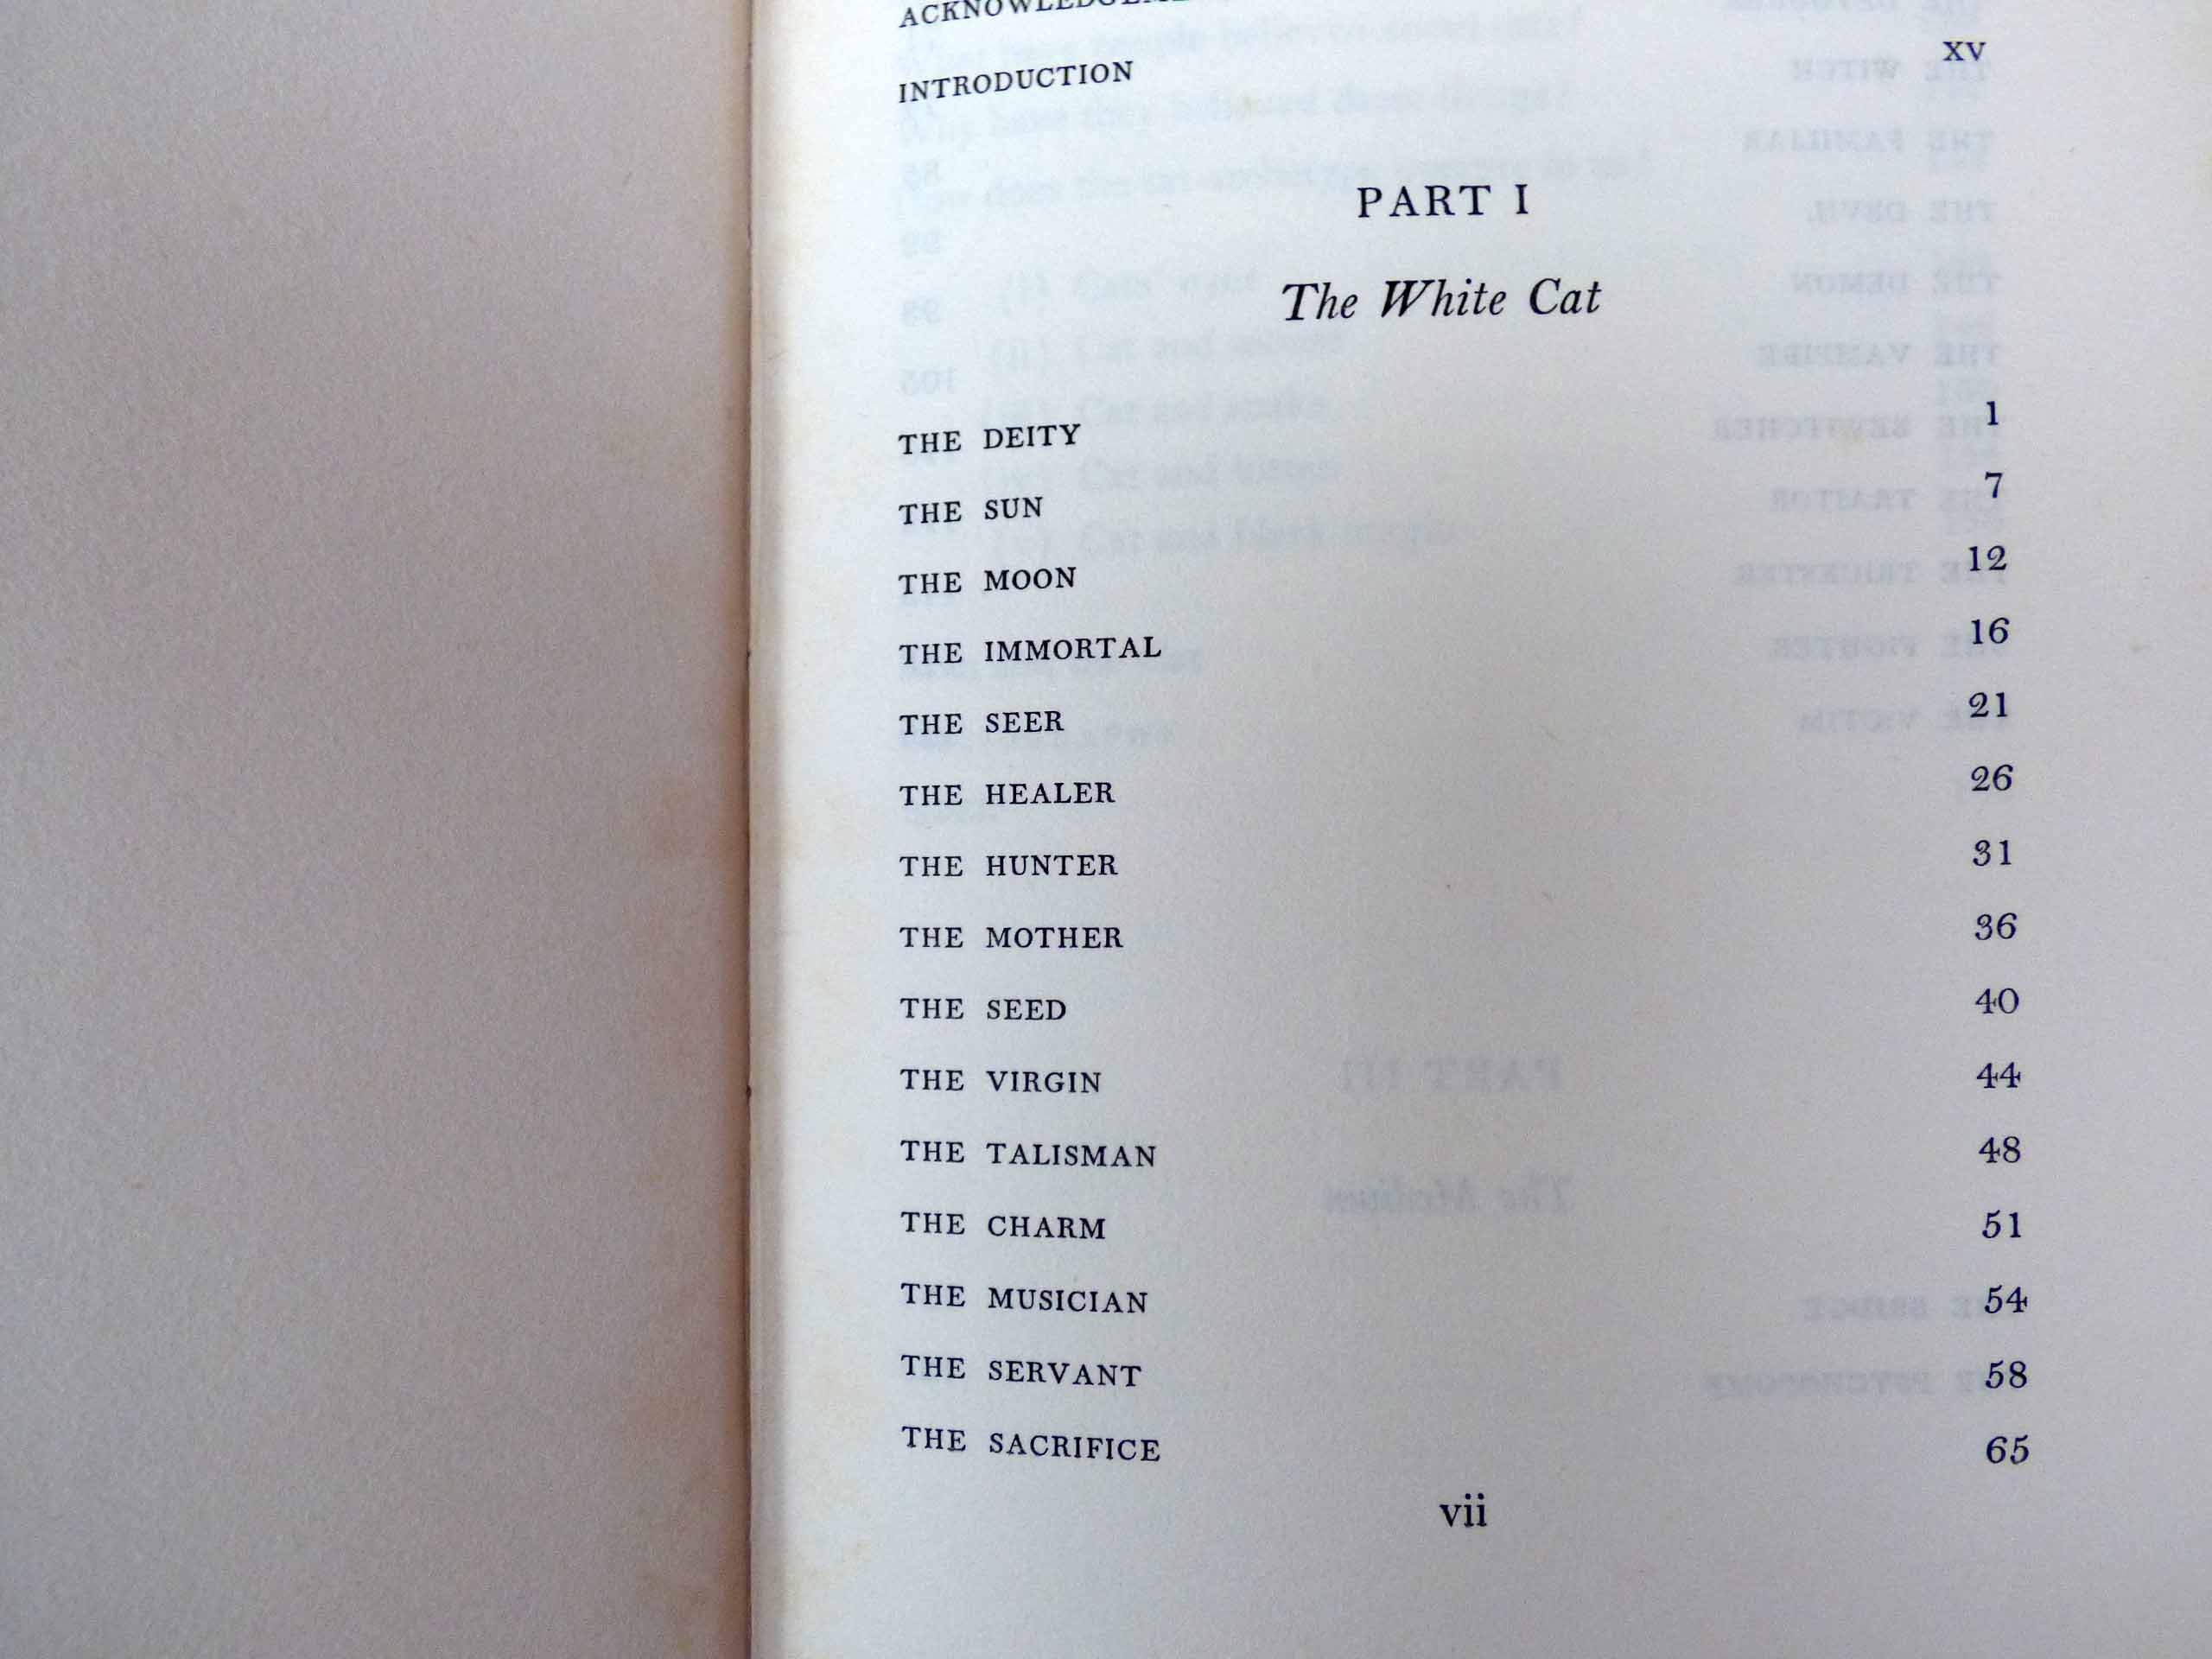 INTRODUCTION XV
PART I
The White Cat
THE DEITY 1
THE SUN 7
THE MOON 12
THE IMMORTAL 16
THE SEER 21
THE HEALER 26
THE HUNTER 31
THE MOTHER 36
THE SEED 40
THE VIRGIN 44
THE TALISMAN 48
THE CHARM 51
THE MUSICIAN 54
THE SERVANT 58
THE SACRIFICE 65
vii